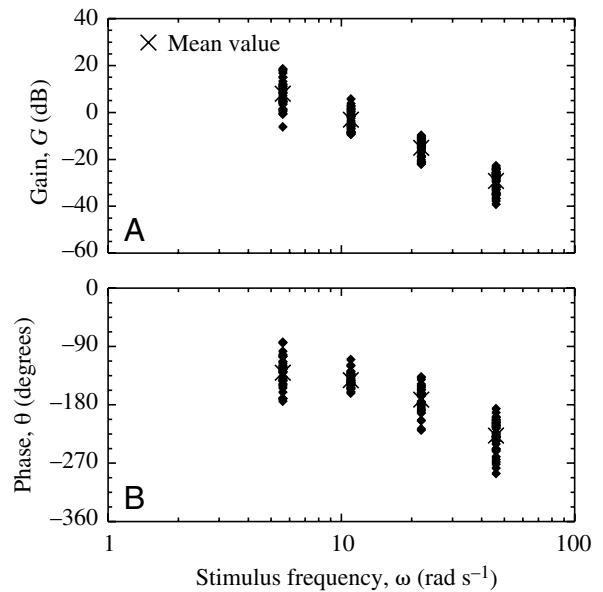 40
× Mean value
20
0
−20
−40
−60
Gain, G (dB)
A
0
−90
−180
−270
−360
Phase, θ (degrees)
B
1 10 100
Stimulus frequency, ω (rad s−1)